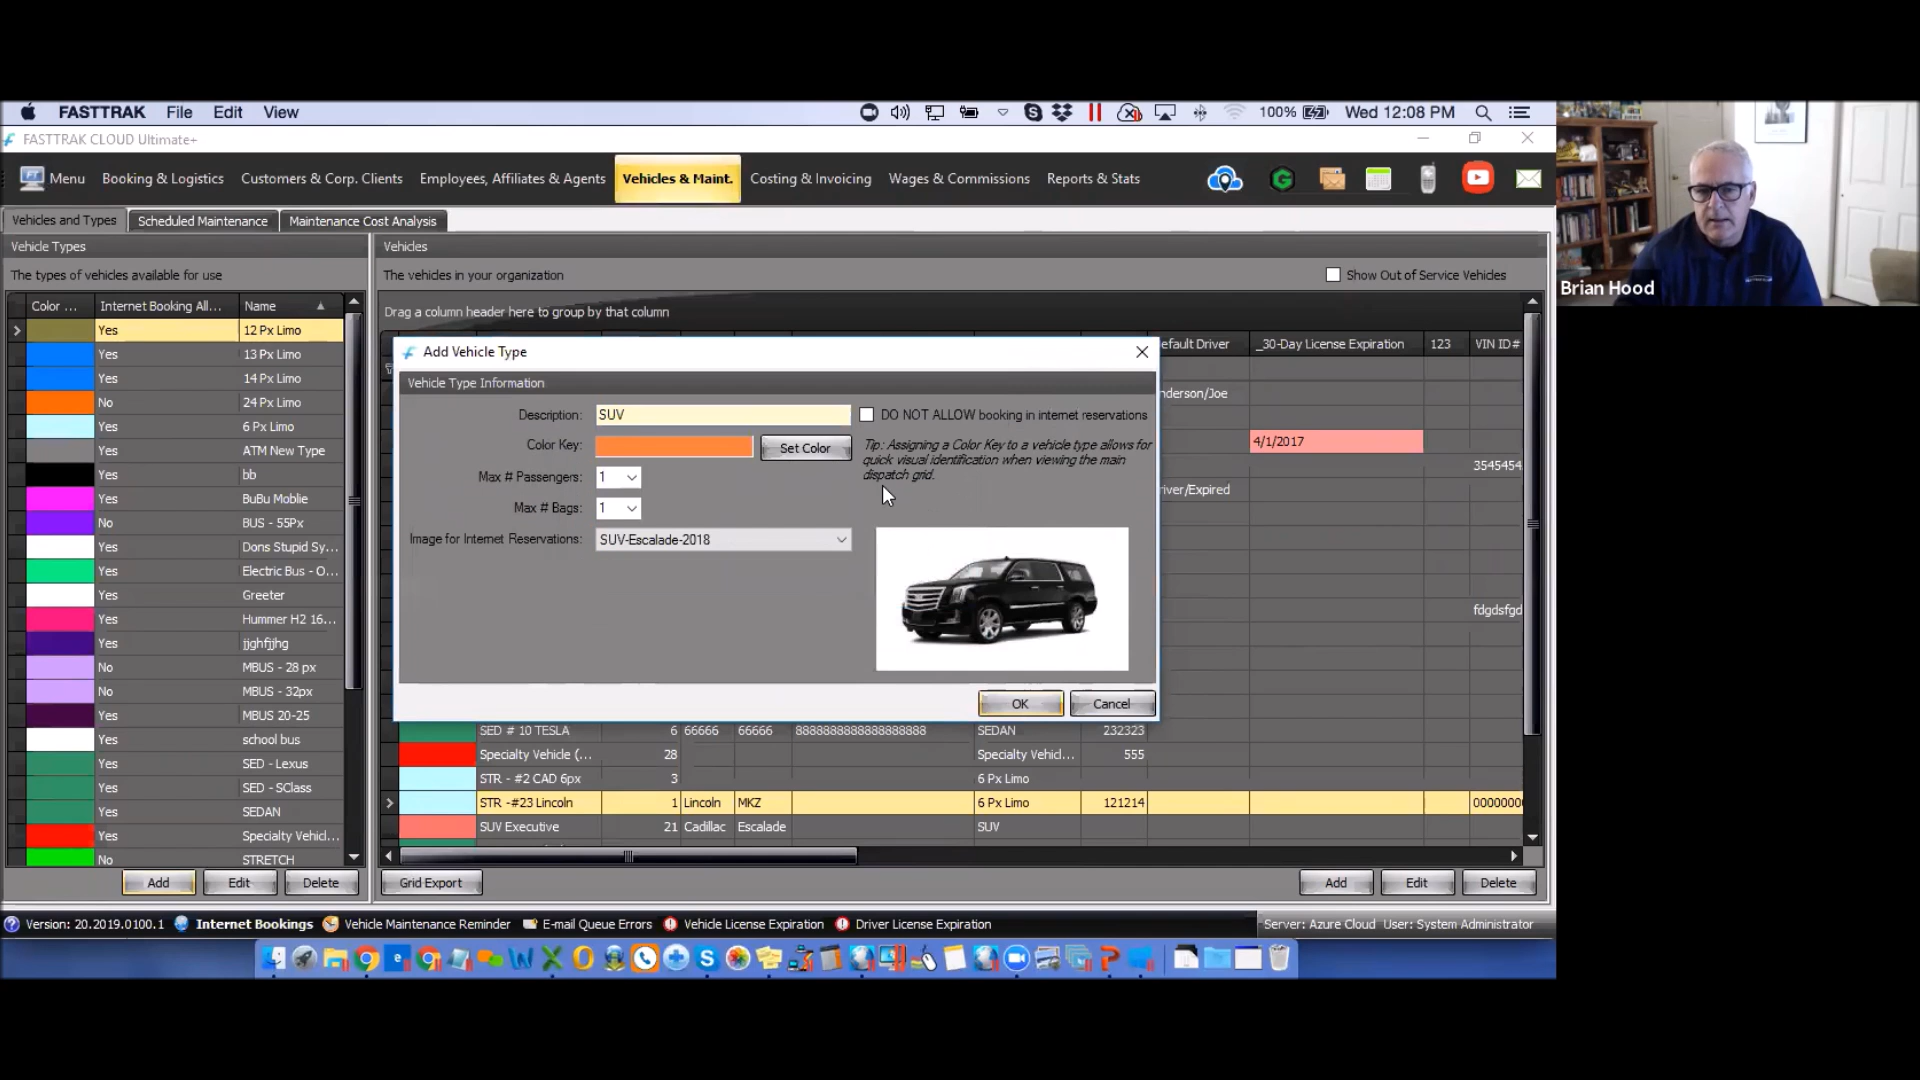 FASTTRAK File Edit View 100% Wed 12:08 PM
FASTTRAK CLOUD Ultimate+
Menu Booking & Logistics Customers & Corp. Clients Employees, Affiliates & Agents Vehicles & Maint. Costing & Invoicing Wages & Commissions Reports & Stats
Vehicles and Types Scheduled Maintenance Maintenance Cost Analysis
Vehicle Types Vehicles
The types of vehicles available for use The vehicles in your organization Show Out of Service Vehicles
Brian Hood
Color ... Internet Booking All... Name
Drag a column header here to group by that column
Yes 12 Px Limo
Yes 13 Px Limo
Yes 14 Px Limo
No 24 Px Limo
Yes 6 Px Limo
Yes ATM New Type
Yes bb
Yes BuBu Moblie
No BUS - 55Px
Yes Dons Stupid Sy...
Yes Electric Bus - O...
Yes Greeter
Yes Hummer H2 16...
Yes jjghfjjhg
No MBUS - 28 px
No MBUS - 32px
Yes MBUS 20-25
Yes school bus
Yes SED - Lexus
Yes SED - SClass
Yes SEDAN
Yes Specialty Vehicl...
No STRETCH
Add Edit Delete
efault Driver _30-Day License Expiration 123 VIN ID#
nderson/Joe
4/1/2017
3545454
river/Expired
fdgdsfgd
Add Vehicle Type
Vehicle Type Information
Description: SUV DO NOT ALLOW booking in internet reservations
Color Key: Set Color Tip: Assigning a Color Key to a vehicle type allows for
quick visual identification when viewing the main
dispatch grid.
Max # Passengers: 1
Max # Bags: 1
Image for Internet Reservations: SUV-Escalade-2018
OK Cancel
SED # 10 TESLA 6 66666 66666 88888888888888888 SEDAN 232323
Specialty Vehicle (... 28 Specialty Vehicl... 555
STR - #2 CAD 6px 3 6 Px Limo
STR -#23 Lincoln 1 Lincoln MKZ 6 Px Limo 121214 0000000
SUV Executive 21 Cadillac Escalade SUV
Grid Export Add Edit Delete
Version: 20.2019.0100.1 Internet Bookings Vehicle Maintenance Reminder E-mail Queue Errors Vehicle License Expiration Driver License Expiration Server: Azure Cloud User: System Administrator